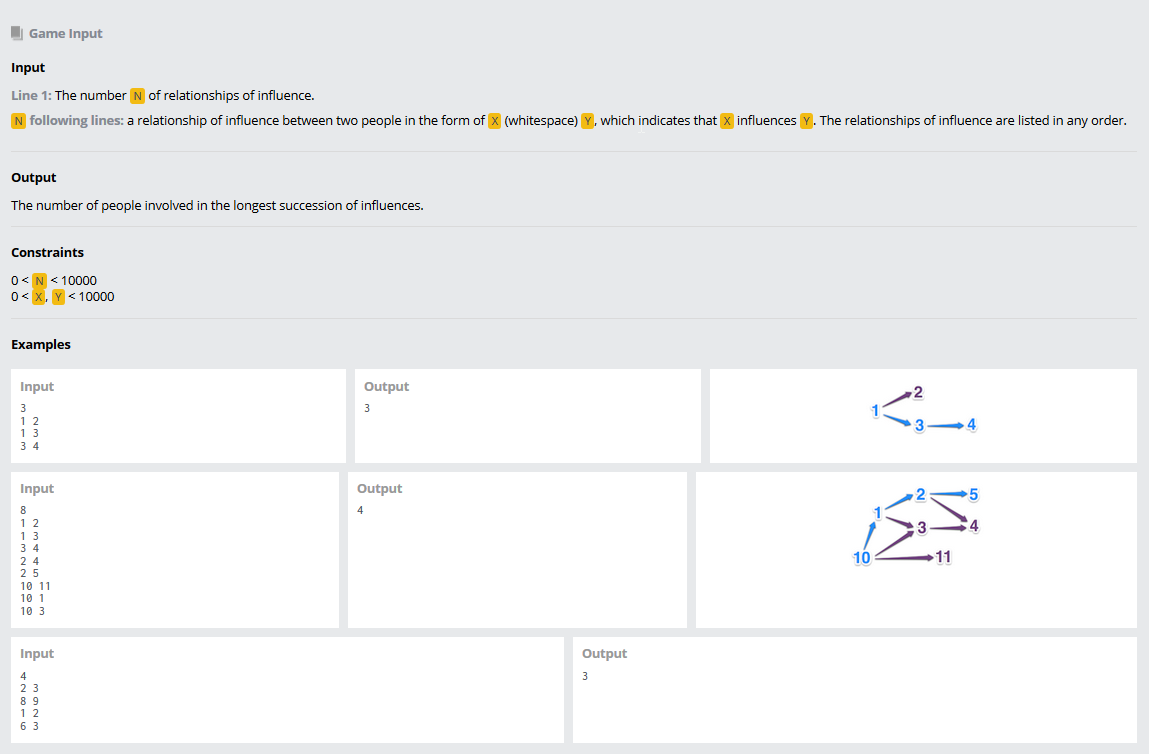 Game Input
Input
Line 1: The number N of relationships of influence.
N following lines: a relationship of influence between two people in the form of X (whitespace) Y, which indicates that X influences Y. The relationships of influence are listed in any order.
Output
The number of people involved in the longest succession of influences.
Constraints
0 < N < 10000
0 < X, Y < 10000
Examples
Input
3
1 2
1 3
3 4
Output
3
2
1
3
4
Input
8
1 2
1 3
3 4
2 4
2 5
10 11
10 1
10 3
Output
4
2 5
1
3 4
10 11
Input
4
2 3
8 9
1 2
6 3
Output
3